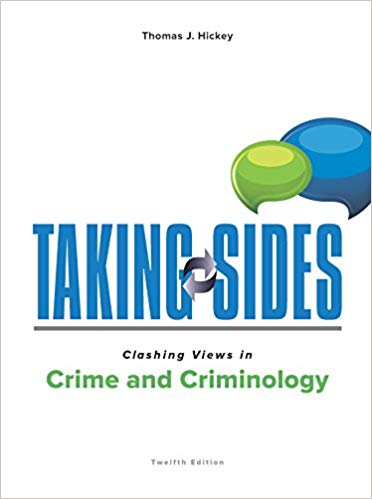 Thomas J. Hickey
TAKING SIDES
Clashing Views in
Crime and Criminology
Twelfth Edition